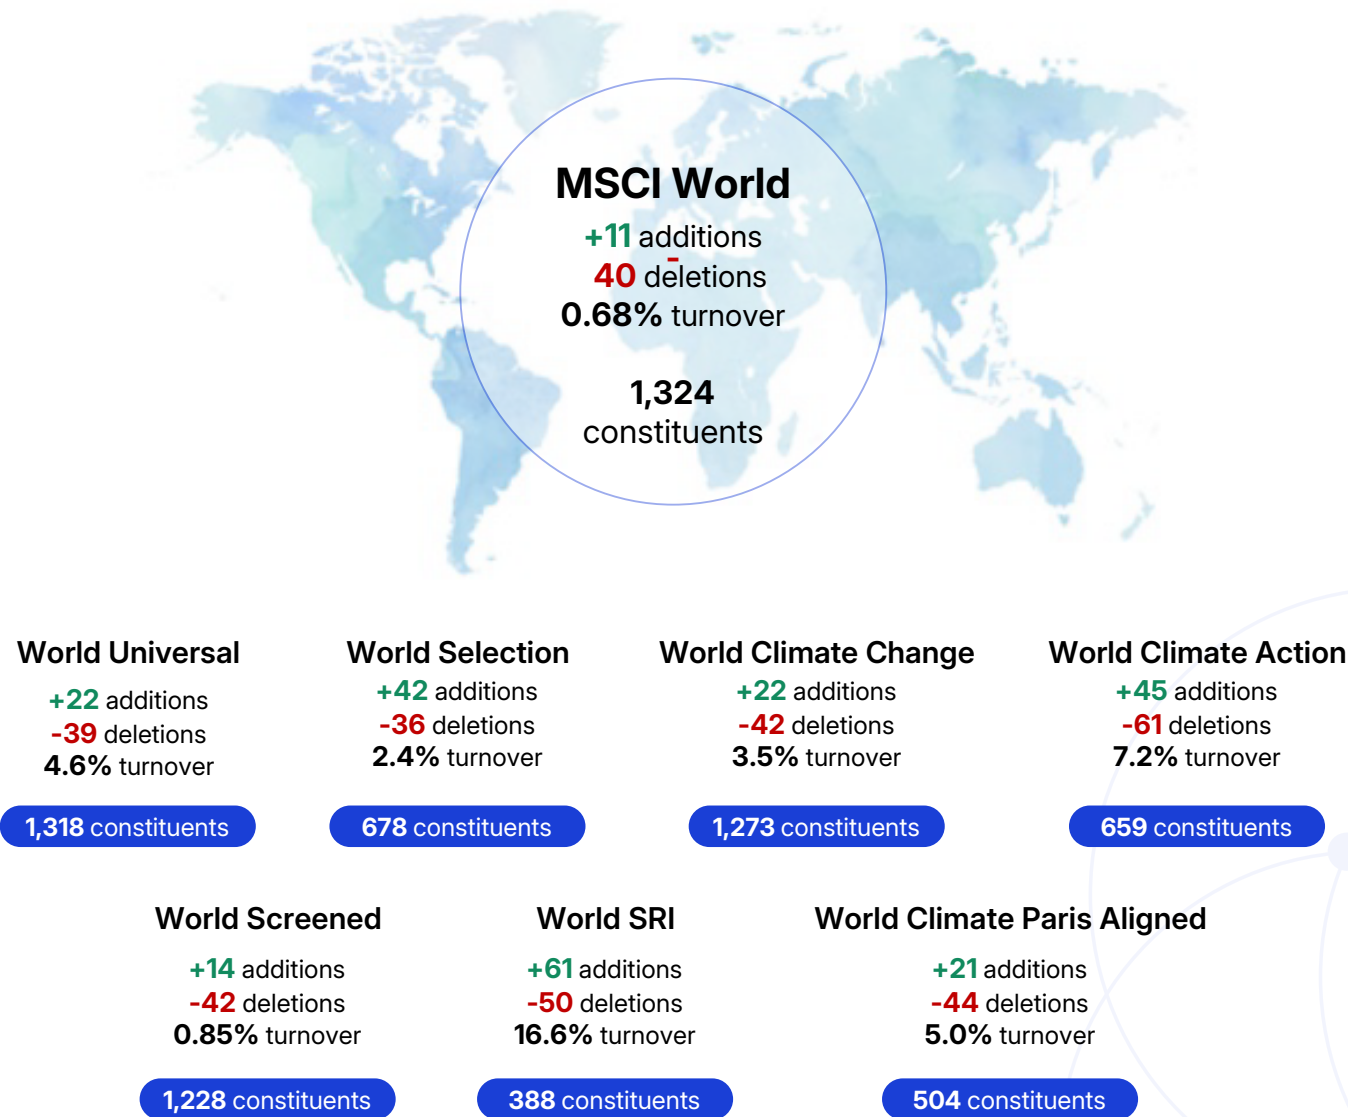 MSCI World
+11 additions
-
40 deletions
0.68% turnover
1,324
constituents
World Universal
+22 additions
-39 deletions
4.6% turnover
1,318 constituents
World Selection
+42 additions
-36 deletions
2.4% turnover
678 constituents
World Climate Change
+22 additions
-42 deletions
3.5% turnover
1,273 constituents
World Climate Action
+45 additions
-61 deletions
7.2% turnover
659 constituents
World Screened
+14 additions
-42 deletions
0.85% turnover
1,228 constituents
World SRI
+61 additions
-50 deletions
16.6% turnover
388 constituents
World Climate Paris Aligned
+21 additions
-44 deletions
5.0% turnover
504 constituents